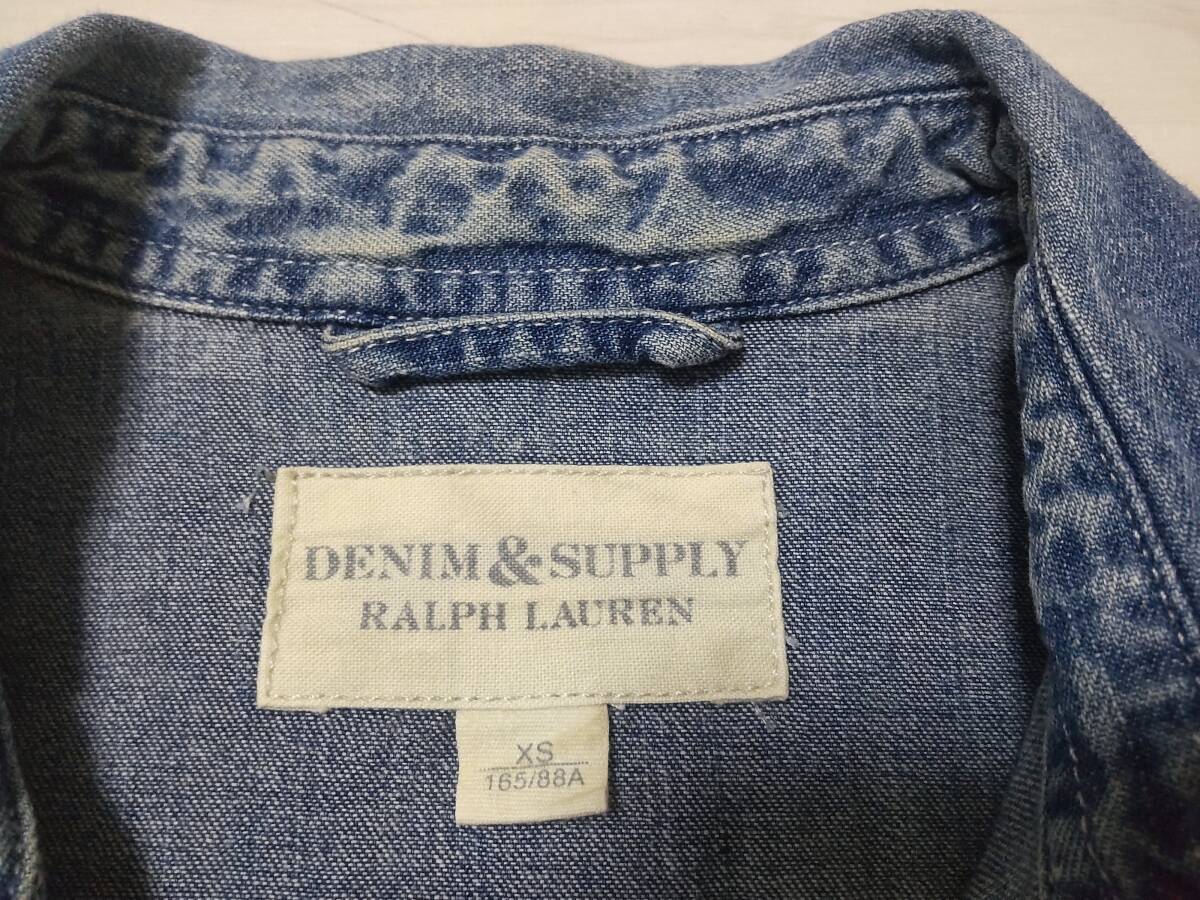 DENIM & SUPPLY
RALPH LAUREN
XS
165/88A